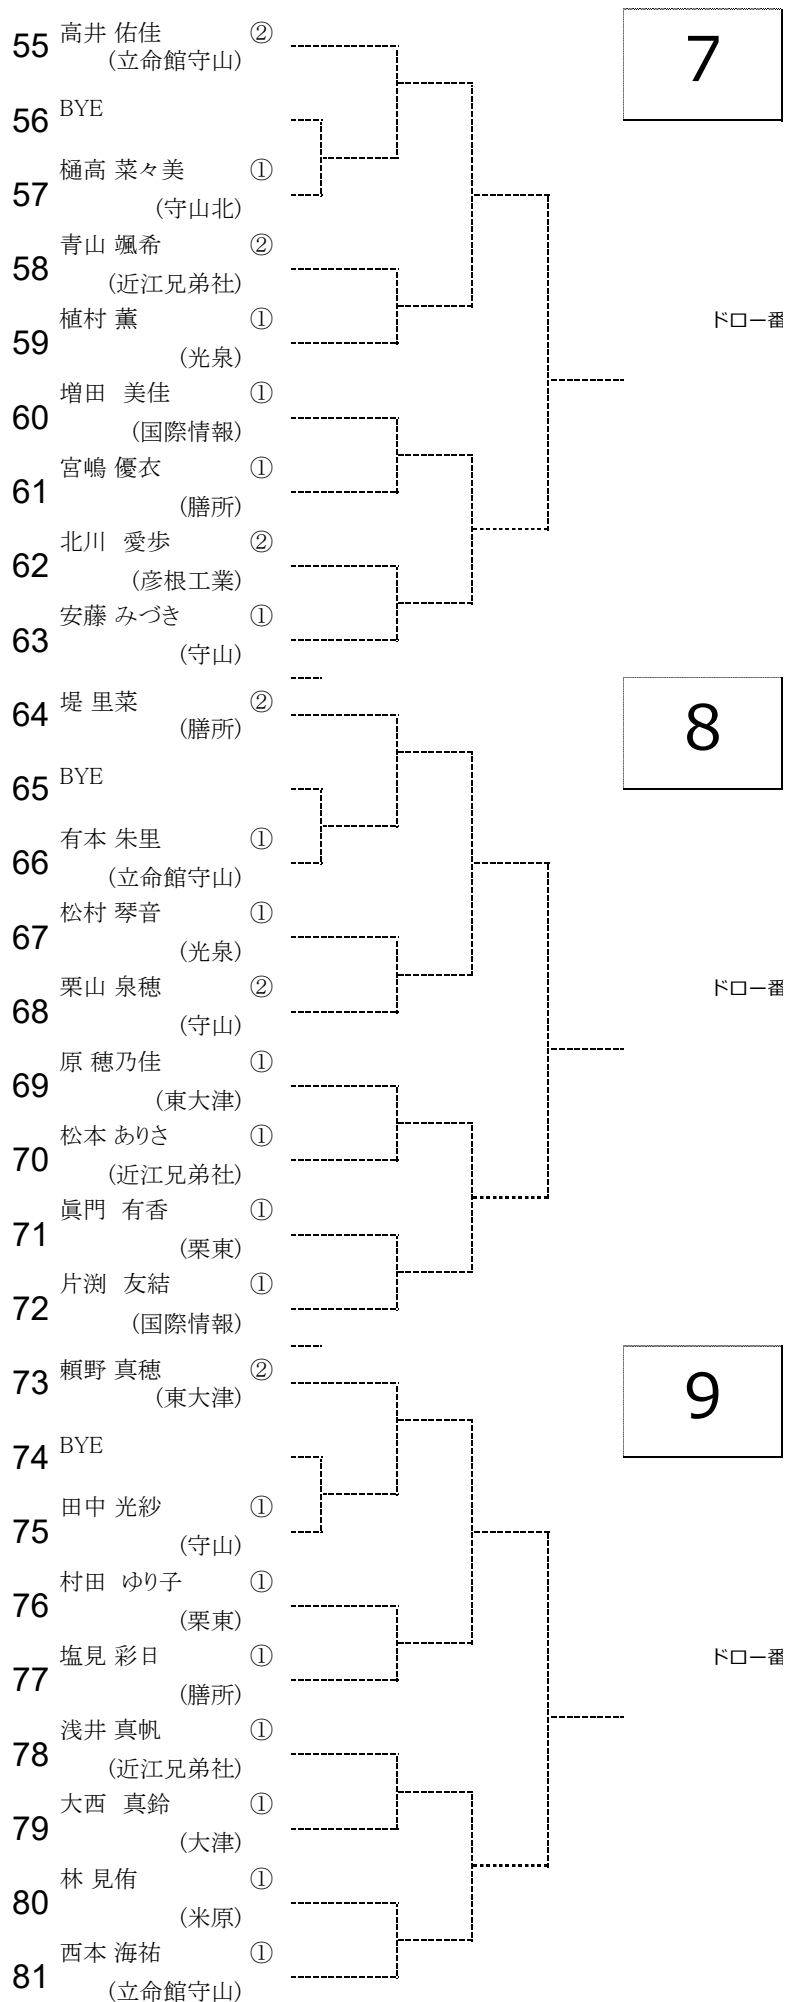 55 高井 佑佳 ②
(立命館守山)
7
56 BYE
57 樋高 菜々美 ①
(守山北)
58 青山 颯希 ②
(近江兄弟社)
ドロー番
59 植村 薫 ①
(光泉)
60 増田 美佳 ①
(国際情報)
61 宮嶋 優衣 ①
(膳所)
62 北川 愛歩 ②
(彦根工業)
63 安藤 みづき ①
(守山)
64 堤 里菜 ②
(膳所)
8
65 BYE
66 有本 朱里 ①
(立命館守山)
67 松村 琴音 ①
(光泉)
68 栗山 泉穂 ②
(守山)
ドロー番
69 原 穂乃佳 ①
(東大津)
70 松本 ありさ ①
(近江兄弟社)
71 眞門 有香 ①
(栗東)
72 片渕 友結 ①
(国際情報)
73 頼野 真穂 ②
(東大津)
9
74 BYE
75 田中 光紗 ①
(守山)
76 村田 ゆり子 ①
(栗東)
77 塩見 彩日 ①
(膳所)
ドロー番
78 浅井 真帆 ①
(近江兄弟社)
79 大西 真鈴 ①
(大津)
80 林 見侑 ①
(米原)
81 西本 海祐 ①
(立命館守山)